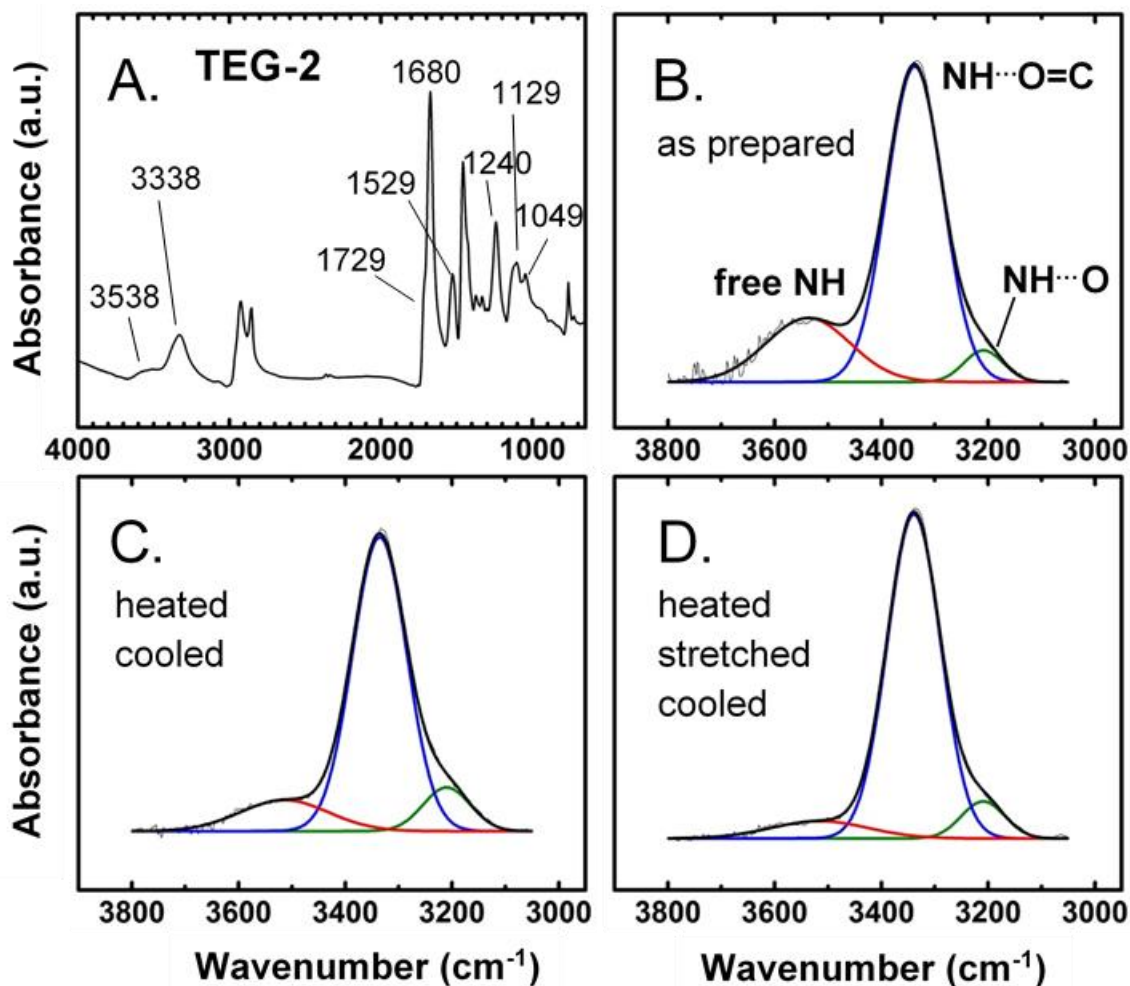 A.
TEG-2
1680
1129
3338
1529
1240
1049
1729
3538
Absorbance (a.u.)
4000 3000 2000 1000
B.
NH···O=C
as prepared
free NH
NH···O
3800 3600 3400 3200 3000
C.
heated
cooled
Absorbance (a.u.)
3800 3600 3400 3200 3000
Wavenumber (cm⁻¹)
D.
heated
stretched
cooled
3800 3600 3400 3200 3000
Wavenumber (cm⁻¹)